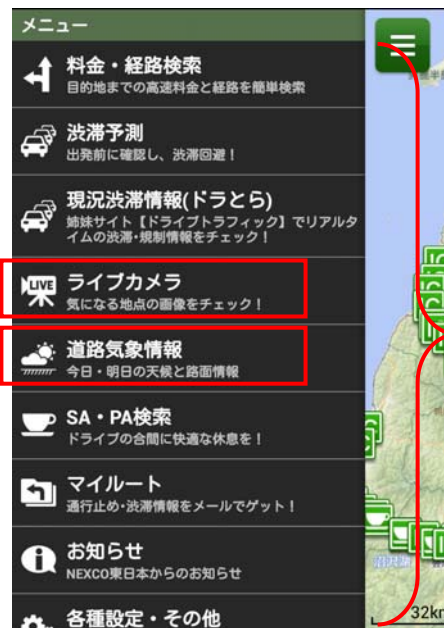 メニュー
料金・経路検索
目的地までの高速料金と経路を簡単検索
渋滞予測
出発前に確認し、渋滞回避！
現況渋滞情報(ドラとら)
姉妹サイト【ドライブトラフィック】でリアルタ
イムの渋滞・規制情報をチェック！
LIVE
ライブカメラ
気になる地点の画像をチェック！
道路気象情報
今日・明日の天候と路面情報
SA・PA検索
ドライブの合間に快適な休息を！
マイルート
通行止め・渋滞情報をメールでゲット！
お知らせ
NEXCO東日本からのお知らせ
各種設定・その他
32km